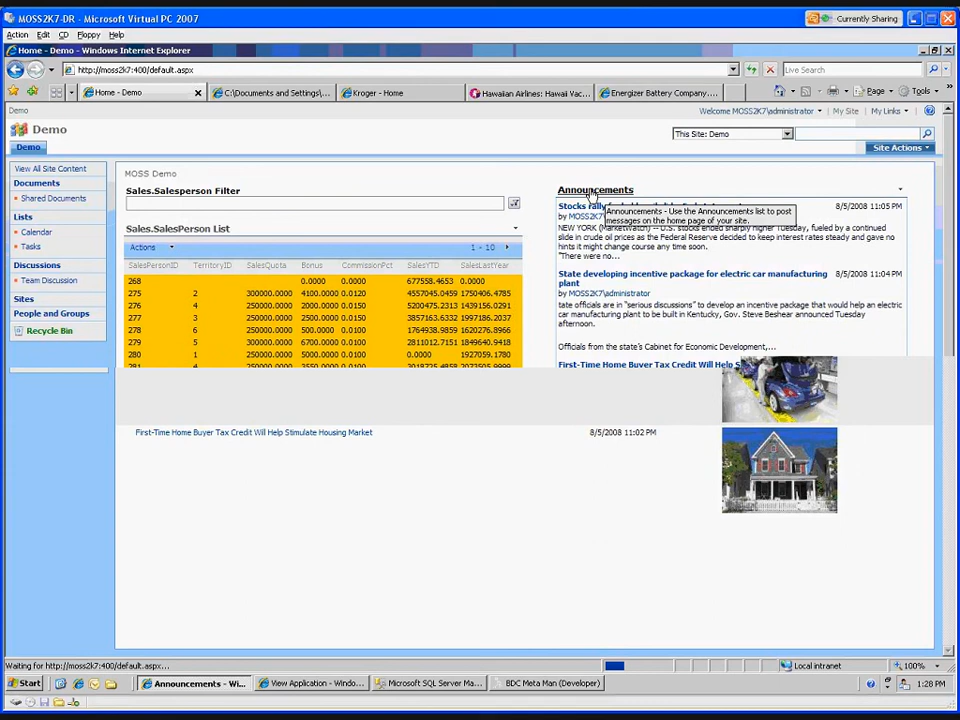 MOSS2K7-DR - Microsoft Virtual PC 2007
Currently Sharing
Action Edit CD Floppy Help
Home - Demo - Windows Internet Explorer
http://moss2k7:400/default.aspx
Live Search
Home - Demo
C:\Documents and Settings\...
Kroger - Home
Hawaiian Airlines: Hawaii Vac...
Energizer Battery Company...
Page
Tools
Demo
Welcome MOSS2K7\administrator
My Site
My Links
Demo
This Site: Demo
Demo
Site Actions
View All Site Content
Documents
Shared Documents
Lists
Calendar
Tasks
Discussions
Team Discussion
Sites
People and Groups
Recycle Bin
MOSS Demo
Sales.Salesperson Filter
Sales.SalesPerson List
Actions
1 - 10
SalesPersonID TerritoryID SalesQuota Bonus CommissionPct SalesYTD SalesLastYear
268 0.0000 0.0000 677558.4653 0.0000
275 2 300000.0000 4100.0000 0.0120 4557045.0459 1750406.4785
276 4 250000.0000 2000.0000 0.0150 5200475.2313 1439156.0291
277 3 250000.0000 2500.0000 0.0150 3857163.6332 1997186.2037
278 6 250000.0000 500.0000 0.0100 1764938.9859 1620276.8966
279 5 300000.0000 6700.0000 0.0100 2811012.7151 1849640.9418
280 1 250000.0000 5000.0000 0.0100 0.0000 1927059.1780
Announcements
Announcements - Use the Announcements list to post
messages on the home page of your site.
Stocks rally
8/5/2008 11:05 PM
by MOSS2K7
NEW YORK (MarketWatch) -- U.S. stocks ended sharply higher Tuesday, fueled by a continued
slide in crude oil prices as the Federal Reserve decided to keep interest rates steady and gave no
hints it might change course any time soon.
"There were no...
State developing incentive package for electric car manufacturing
plant
8/5/2008 11:04 PM
by MOSS2K7\administrator
tate officials are in "serious discussions" to develop an incentive package that would help an electric
car manufacturing plant to be built in Kentucky, Gov. Steve Beshear announced Tuesday
afternoon.
Officials from the state's Cabinet for Economic Development,...
First-Time Home Buyer Tax Credit Will Help S
First-Time Home Buyer Tax Credit Will Help Stimulate Housing Market
8/5/2008 11:02 PM
Waiting for http://moss2k7:400/default.aspx...
Local intranet
100%
Start
Announcements - Wi...
View Application - Windo...
Microsoft SQL Server Ma...
BDC Meta Man (Developer)
1:28 PM